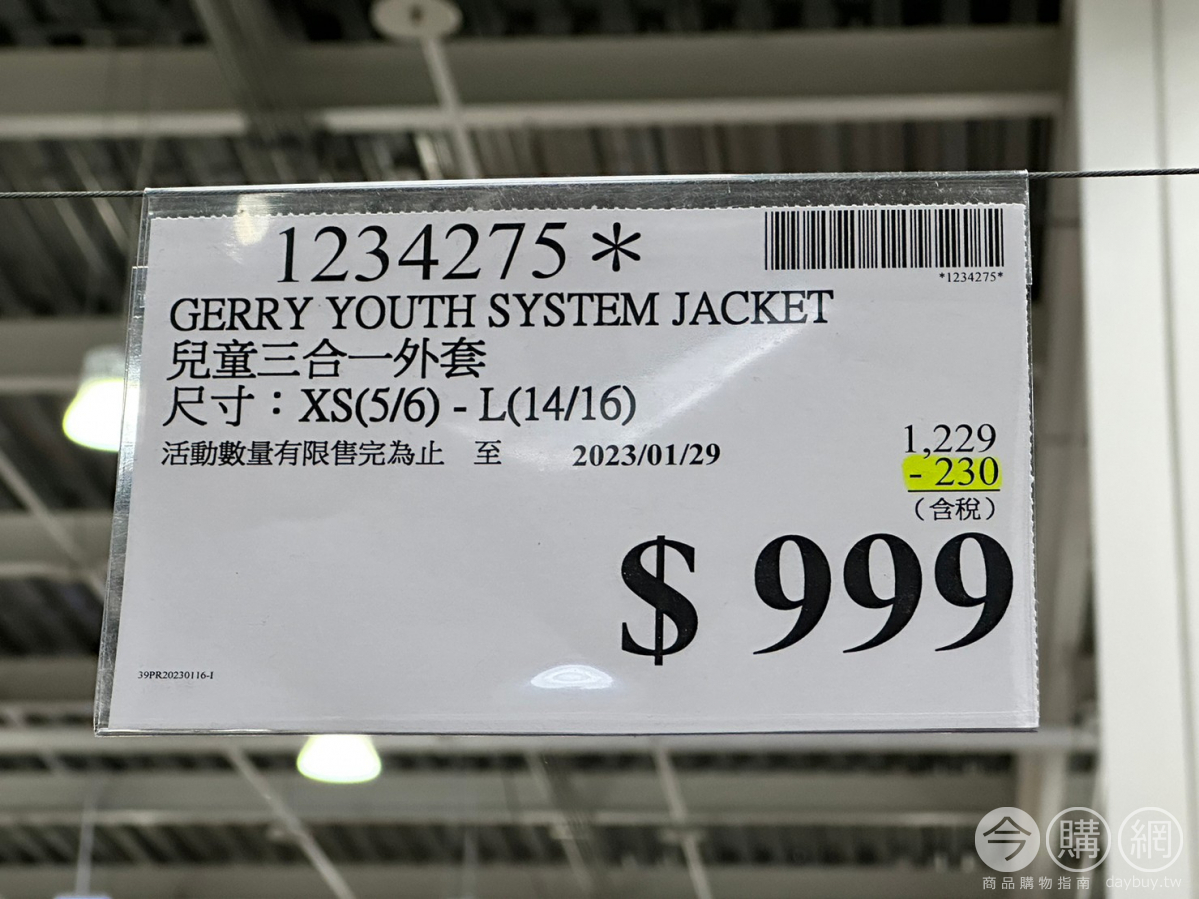 1234275*
*1234275*
GERRY YOUTH SYSTEM JACKET
兒童三合一外套
尺寸：XS(5/6) - L(14/16)
活動數量有限售完為止 至 2023/01/29
1,229
- 230
（含稅）
$ 999
39PR20230116-I
今購網
商品購物指南 daybuy.tw